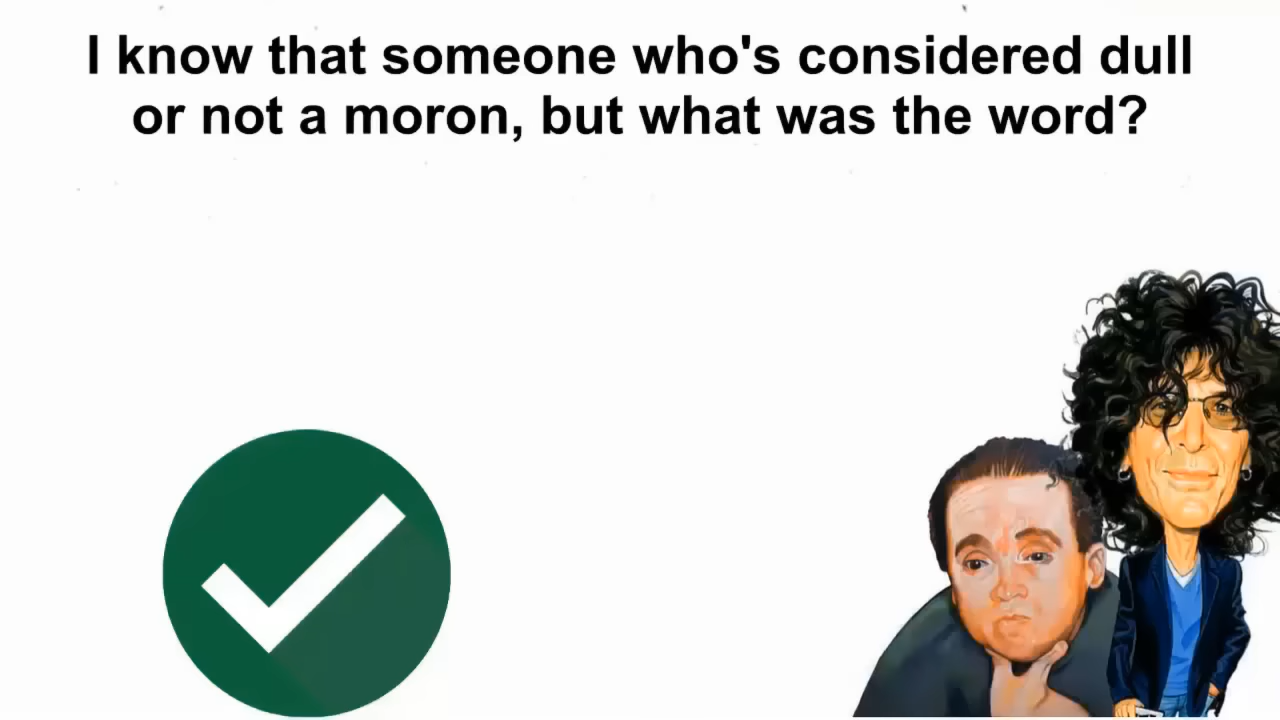 I know that someone who's considered dull
or not a moron, but what was the word?